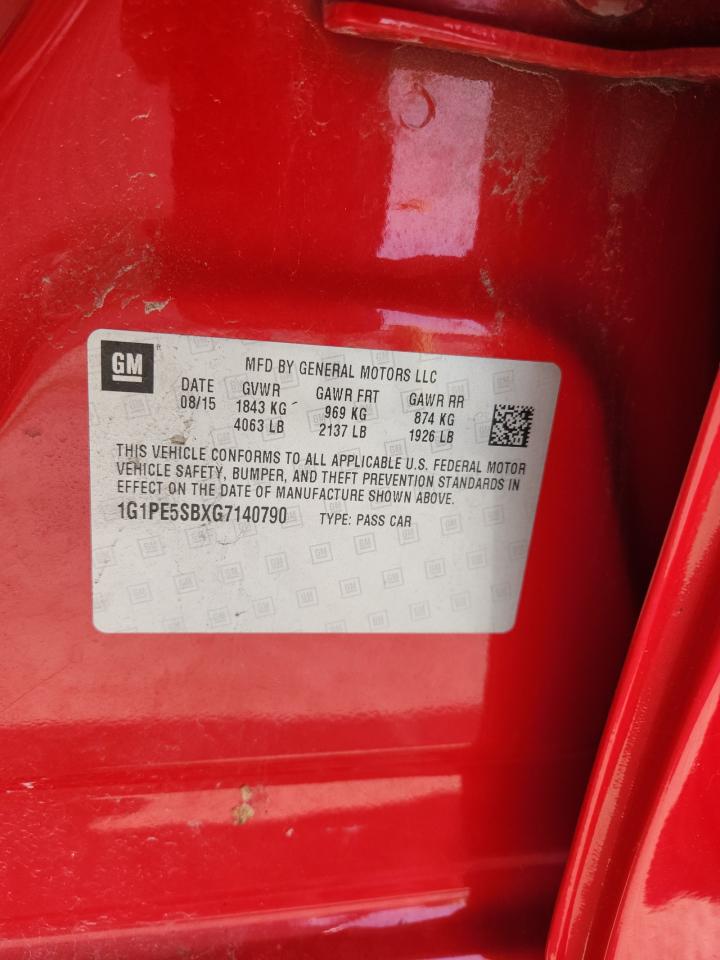 GM
MFD BY GENERAL MOTORS LLC
DATE GVWR GAWR FRT GAWR RR
08/15 1843 KG 969 KG 874 KG
4063 LB 2137 LB 1926 LB
THIS VEHICLE CONFORMS TO ALL APPLICABLE U.S. FEDERAL MOTOR
VEHICLE SAFETY, BUMPER, AND THEFT PREVENTION STANDARDS IN
EFFECT ON THE DATE OF MANUFACTURE SHOWN ABOVE.
1G1PE5SBXG7140790 TYPE: PASS CAR